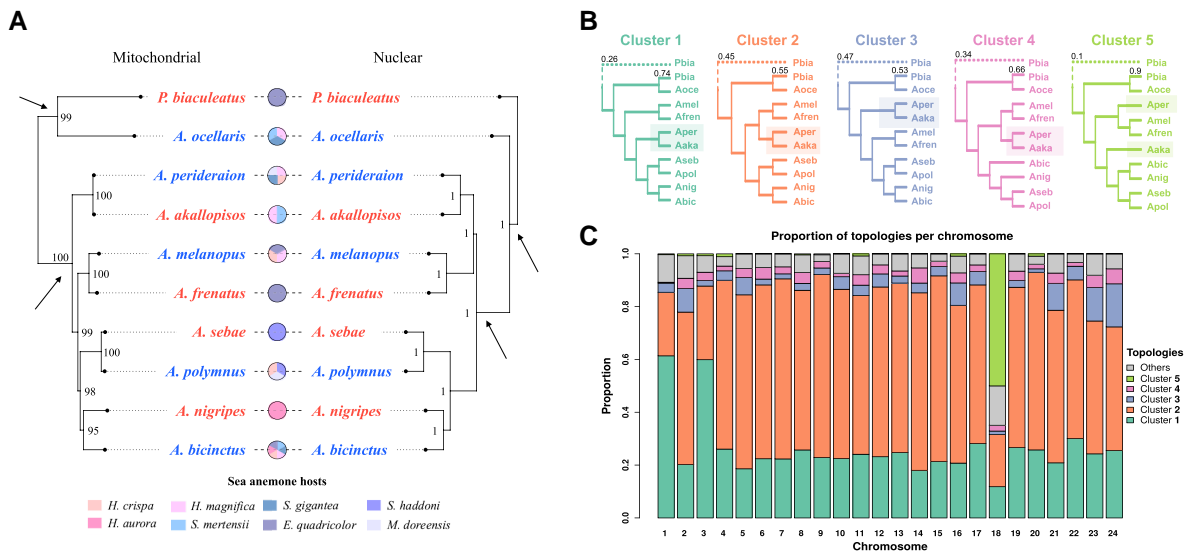 A
Mitochondrial
Nuclear
P. biaculeatus
P. biaculeatus
99
A. ocellaris
A. ocellaris
A. perideraion
A. perideraion
100
1
A. akallopisos
A. akallopisos
1
100
A. melanopus
A. melanopus
100
1
A. frenatus
A. frenatus
1
99
A. sebae
A. sebae
100
1
A. polymnus
A. polymnus
98
1
A. nigripes
A. nigripes
95
1
A. bicinctus
A. bicinctus
Sea anemone hosts
H. crispa
H. magnifica
S. gigantea
S. haddoni
H. aurora
S. mertensii
E. quadricolor
M. doreensis
B
Cluster 1
0.26
Pbia
0.74
Pbia
Aoce
Amel
Afren
Aper
Aaka
Aseb
Apol
Anig
Abic
Cluster 2
0.45
Pbia
0.55
Pbia
Aoce
Amel
Afren
Aper
Aaka
Aseb
Apol
Anig
Abic
Cluster 3
0.47
Pbia
0.53
Pbia
Aoce
Aper
Aaka
Amel
Afren
Aseb
Apol
Anig
Abic
Cluster 4
0.34
Pbia
0.66
Pbia
Aoce
Amel
Afren
Aper
Aaka
Abic
Anig
Aseb
Apol
Cluster 5
0.1
Pbia
0.9
Pbia
Aoce
Aper
Amel
Afren
Aaka
Abic
Anig
Aseb
Apol
C
Proportion of topologies per chromosome
Proportion
1.0
0.8
0.6
0.4
0.2
0.0
1 2 3 4 5 6 7 8 9 10 11 12 13 14 15 16 17 18 19 20 21 22 23 24
Chromosome
Topologies
Others
Cluster 5
Cluster 4
Cluster 3
Cluster 2
Cluster 1